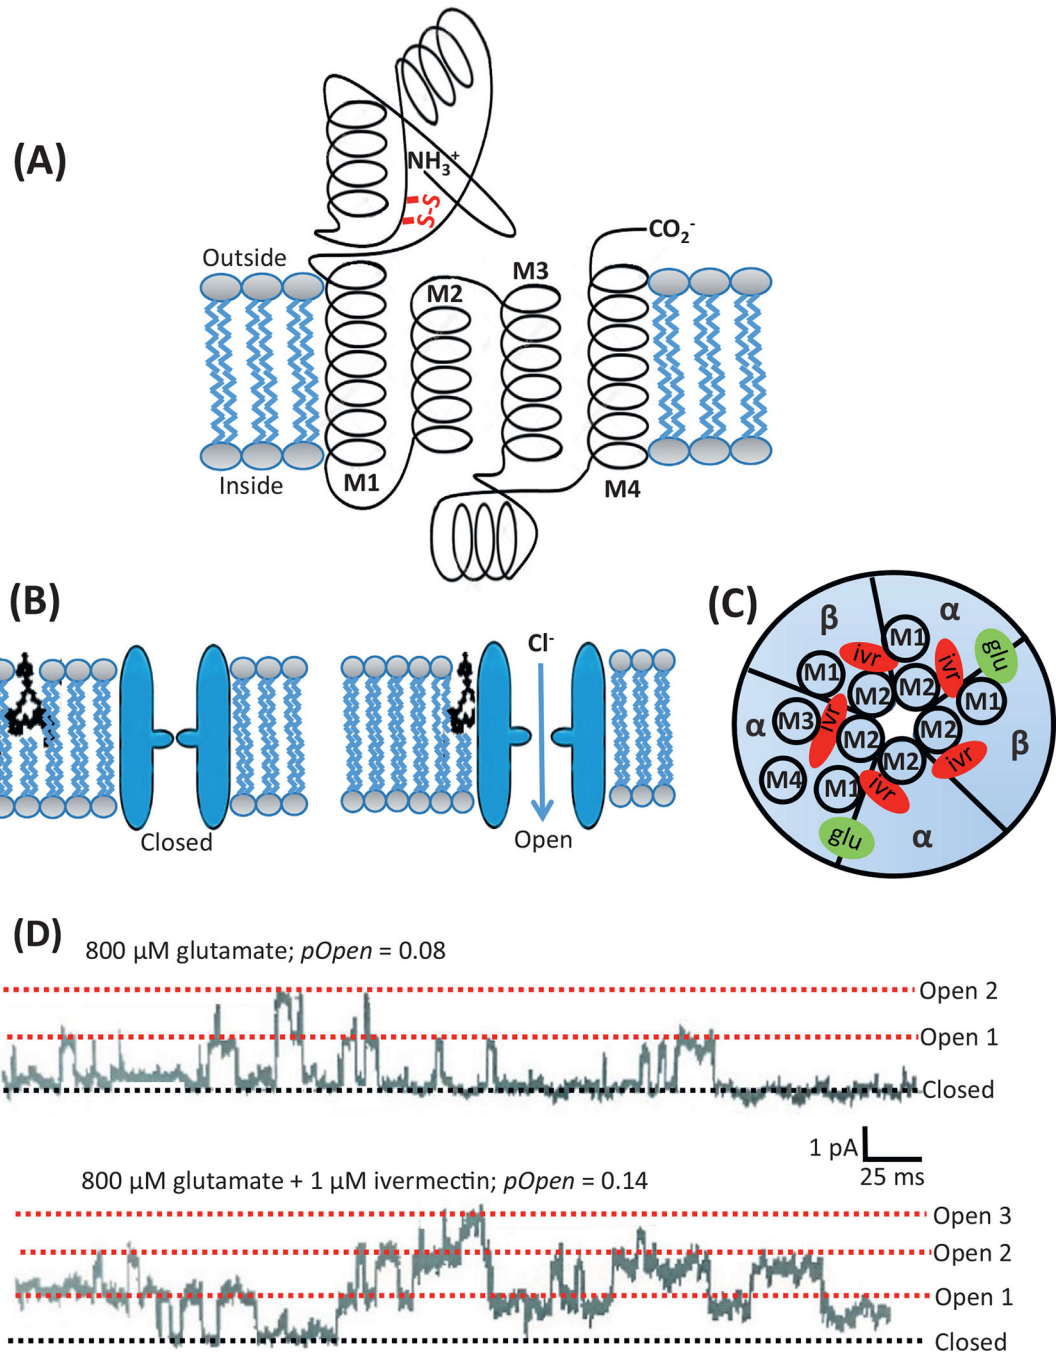 (A)
NH₃⁺
S-S
CO₂⁻
Outside
M3
M2
Inside
M1
M4
(B)
Cl⁻
Closed
Open
(C)
β
α
M1
ivr
glu
M1
ivr
M2
M2
M1
ivr
M3
α
M2
M2
β
M2
ivr
M4
M1
ivr
glu
α
(D)
800 µM glutamate; pOpen = 0.08
Open 2
Open 1
Closed
1 pA
25 ms
800 µM glutamate + 1 µM ivermectin; pOpen = 0.14
Open 3
Open 2
Open 1
Closed